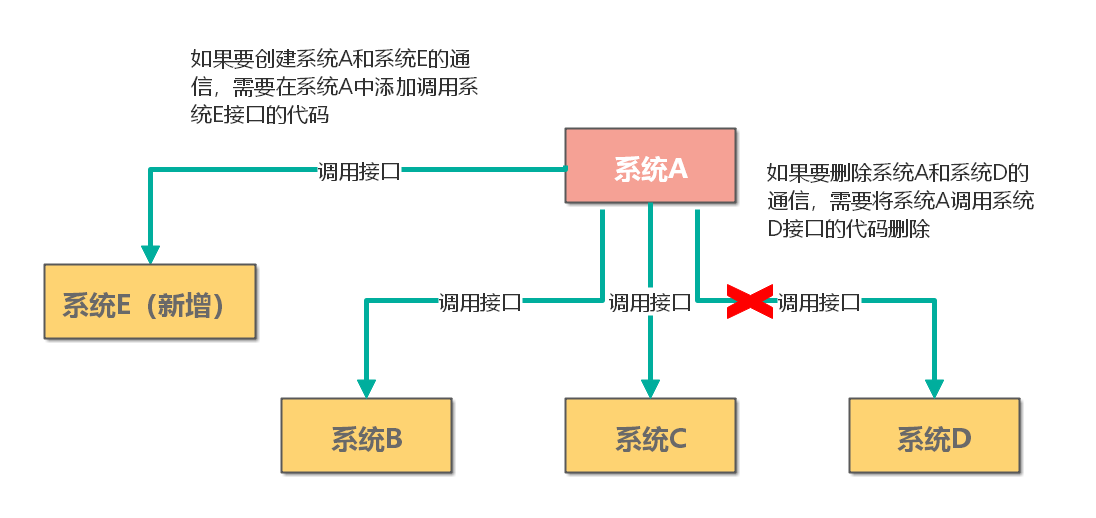 如果要创建系统A和系统E的通
信，需要在系统A中添加调用系
统E接口的代码
系统A
调用接口
如果要删除系统A和系统D的
通信，需要将系统A调用系统
D接口的代码删除
系统E（新增）
调用接口
调用接口
调用接口
系统B
系统C
系统D